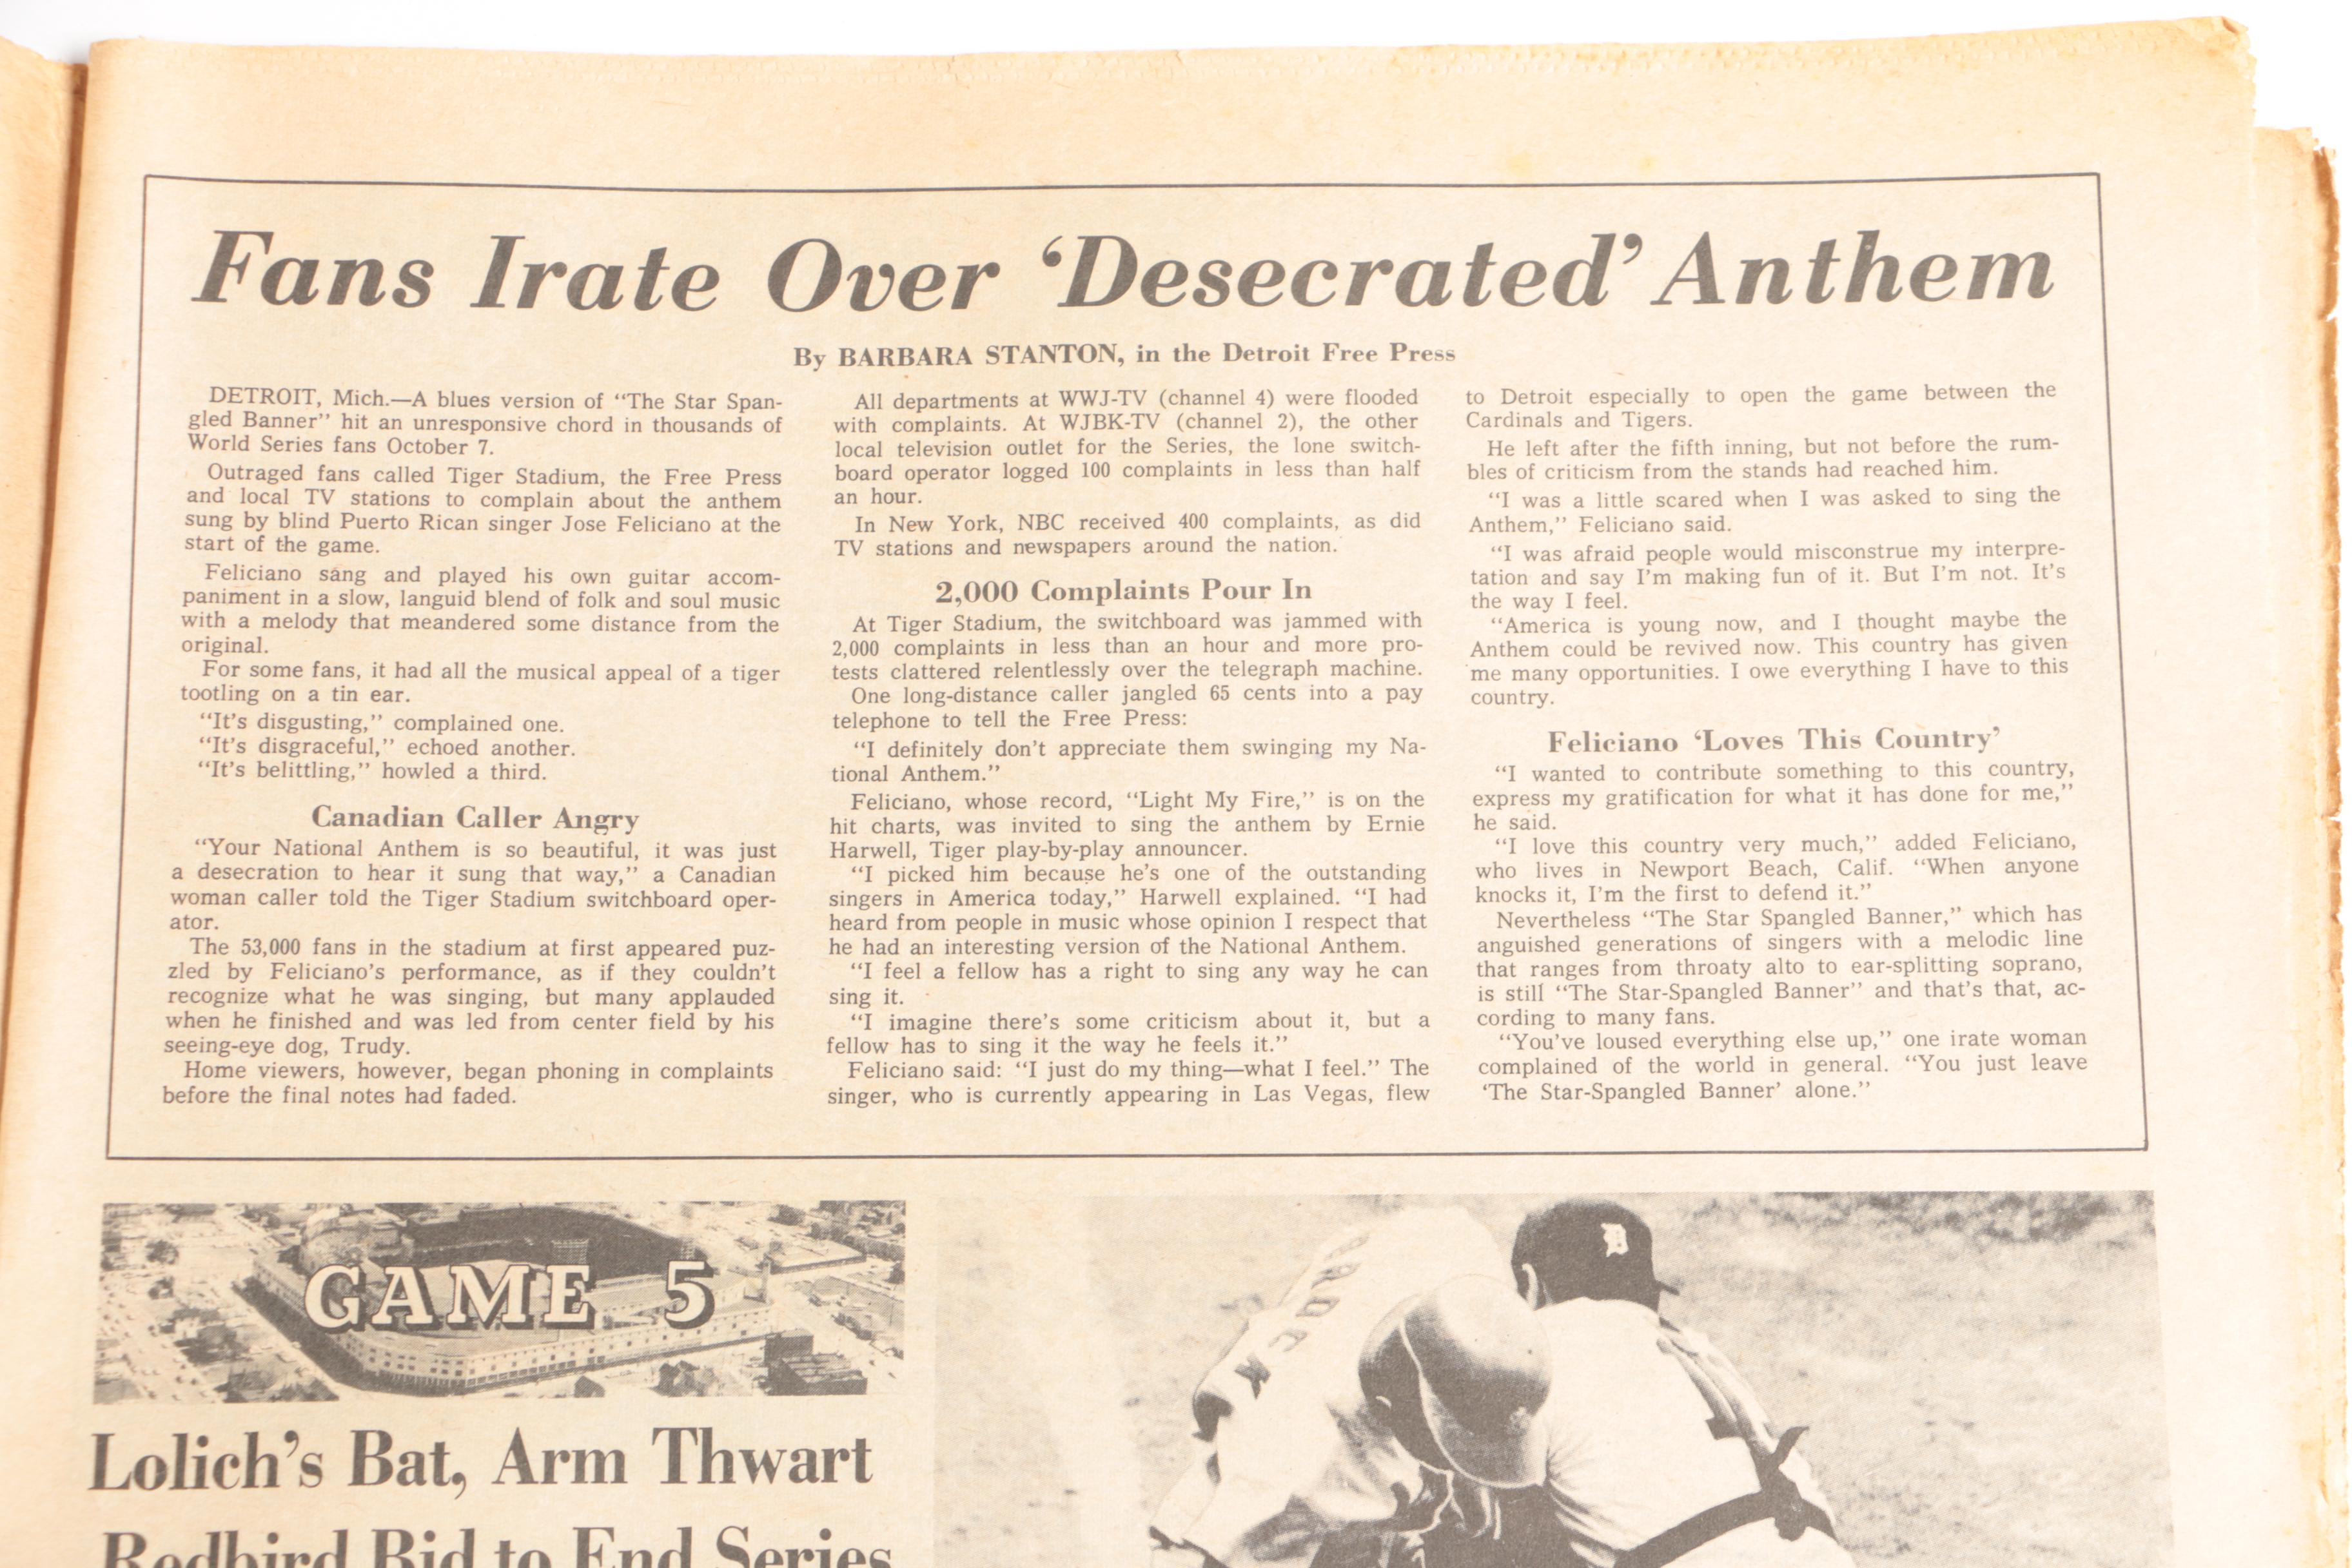 Fans Irate Over ‘Desecrated’ Anthem
By BARBARA STANTON, in the Detroit Free Press
DETROIT, Mich.—A blues version of “The Star Span-
gled Banner” hit an unresponsive chord in thousands of
World Series fans October 7.
Outraged fans called Tiger Stadium, the Free Press
and local TV stations to complain about the anthem
sung by blind Puerto Rican singer Jose Feliciano at the
start of the game.
Feliciano sang and played his own guitar accom-
paniment in a slow, languid blend of folk and soul music
with a melody that meandered some distance from the
original.
For some fans, it had all the musical appeal of a tiger
tootling on a tin ear.
“It’s disgusting,” complained one.
“It’s disgraceful,” echoed another.
“It’s belittling,” howled a third.
Canadian Caller Angry
“Your National Anthem is so beautiful, it was just
a desecration to hear it sung that way,” a Canadian
woman caller told the Tiger Stadium switchboard oper-
ator.
The 53,000 fans in the stadium at first appeared puz-
zled by Feliciano’s performance, as if they couldn’t
recognize what he was singing, but many applauded
when he finished and was led from center field by his
seeing-eye dog, Trudy.
Home viewers, however, began phoning in complaints
before the final notes had faded.
All departments at WWJ-TV (channel 4) were flooded
with complaints. At WJBK-TV (channel 2), the other
local television outlet for the Series, the lone switch-
board operator logged 100 complaints in less than half
an hour.
In New York, NBC received 400 complaints, as did
TV stations and newspapers around the nation.
2,000 Complaints Pour In
At Tiger Stadium, the switchboard was jammed with
2,000 complaints in less than an hour and more pro-
tests clattered relentlessly over the telegraph machine.
One long-distance caller jangled 65 cents into a pay
telephone to tell the Free Press:
“I definitely don’t appreciate them swinging my Na-
tional Anthem.”
Feliciano, whose record, “Light My Fire,” is on the
hit charts, was invited to sing the anthem by Ernie
Harwell, Tiger play-by-play announcer.
“I picked him because he’s one of the outstanding
singers in America today,” Harwell explained. “I had
heard from people in music whose opinion I respect that
he had an interesting version of the National Anthem.
“I feel a fellow has a right to sing any way he can
sing it.
“I imagine there’s some criticism about it, but a
fellow has to sing it the way he feels it.”
Feliciano said: “I just do my thing—what I feel.” The
singer, who is currently appearing in Las Vegas, flew
to Detroit especially to open the game between the
Cardinals and Tigers.
He left after the fifth inning, but not before the rum-
bles of criticism from the stands had reached him.
“I was a little scared when I was asked to sing the
Anthem,” Feliciano said.
“I was afraid people would misconstrue my interpre-
tation and say I’m making fun of it. But I’m not. It’s
the way I feel.
“America is young now, and I thought maybe the
Anthem could be revived now. This country has given
me many opportunities. I owe everything I have to this
country.
Feliciano ‘Loves This Country’
“I wanted to contribute something to this country,
express my gratification for what it has done for me,”
he said.
“I love this country very much,” added Feliciano,
who lives in Newport Beach, Calif. “When anyone
knocks it, I’m the first to defend it.”
Nevertheless “The Star Spangled Banner,” which has
anguished generations of singers with a melodic line
that ranges from throaty alto to ear-splitting soprano,
is still “The Star-Spangled Banner” and that’s that, ac-
cording to many fans.
“You’ve loused everything else up,” one irate woman
complained of the world in general. “You just leave
‘The Star-Spangled Banner’ alone.”
GAME 5
Lolich’s Bat, Arm Thwart
Redbird Bid to End Series
BROCK
D